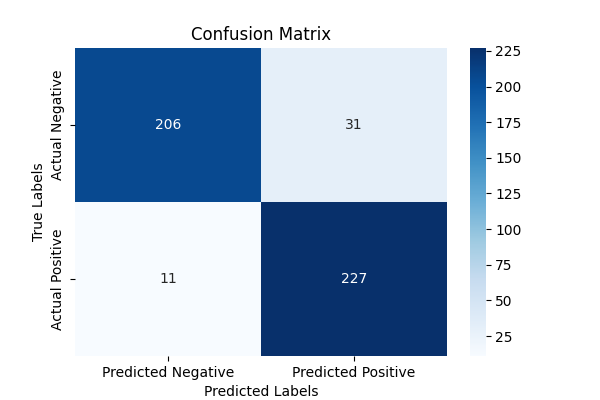 Confusion Matrix
True Labels
Actual Negative
206
31
Actual Positive
11
227
Predicted Negative
Predicted Positive
Predicted Labels
225
200
175
150
125
100
75
50
25